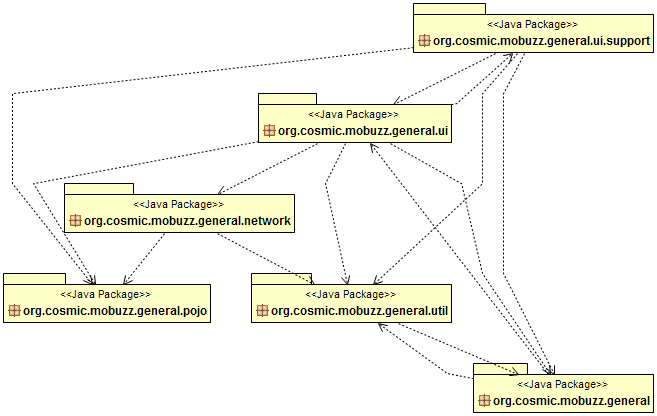 <<Java Package>>
org.cosmic.mobuzz.general.ui.support
<<Java Package>>
org.cosmic.mobuzz.general.ui
<<Java Package>>
org.cosmic.mobuzz.general.network
<<Java Package>>
org.cosmic.mobuzz.general.pojo
<<Java Package>>
org.cosmic.mobuzz.general.util
<<Java Package>>
org.cosmic.mobuzz.general